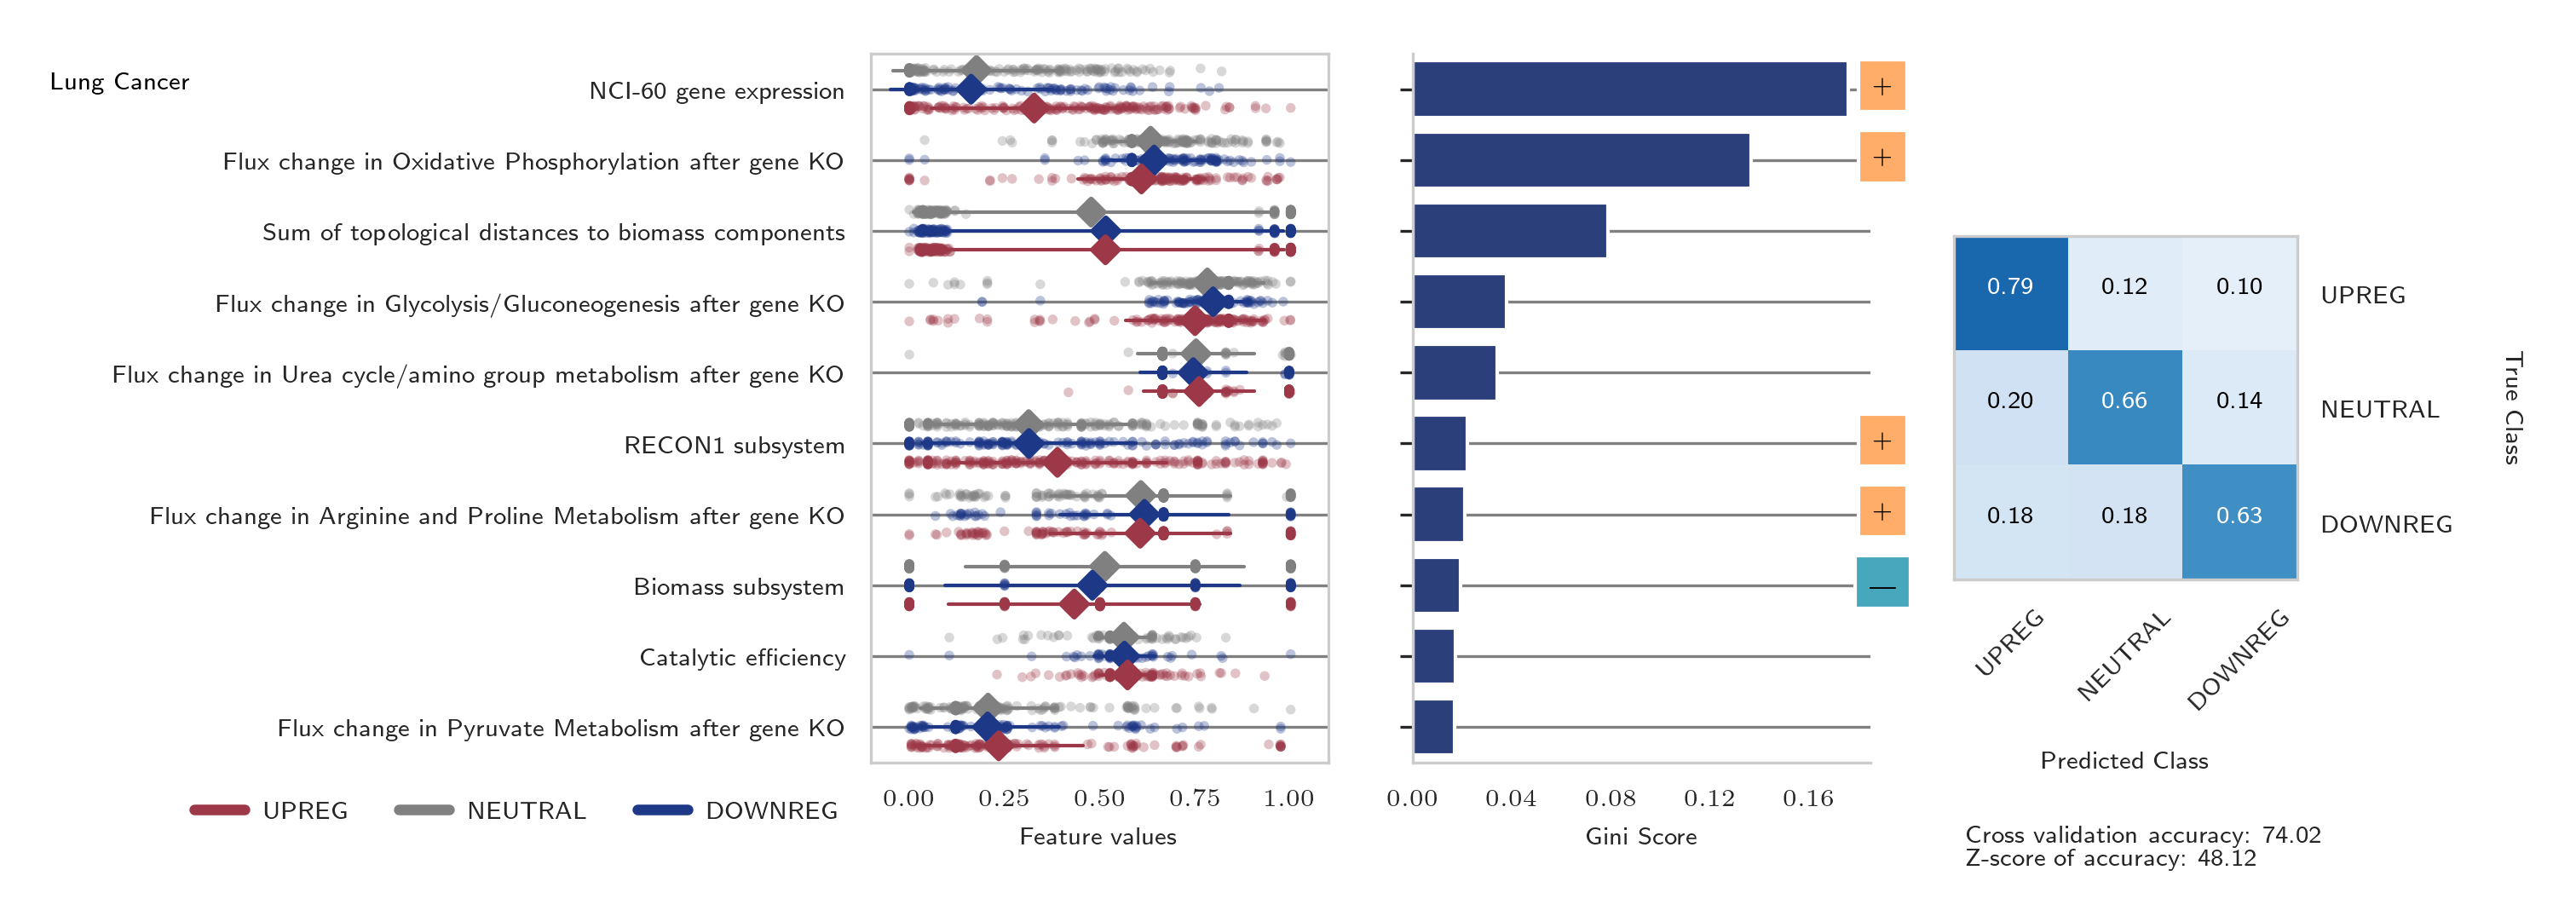 Lung Cancer
NCI-60 gene expression
Flux change in Oxidative Phosphorylation after gene KO
Sum of topological distances to biomass components
Flux change in Glycolysis/Gluconeogenesis after gene KO
Flux change in Urea cycle/amino group metabolism after gene KO
RECON1 subsystem
Flux change in Arginine and Proline Metabolism after gene KO
Biomass subsystem
Catalytic efficiency
Flux change in Pyruvate Metabolism after gene KO
UPREG NEUTRAL DOWNREG
0.00 0.25 0.50 0.75 1.00
Feature values
+
+
+
+
—
0.00 0.04 0.08 0.12 0.16
Gini Score
0.79 0.12 0.10 UPREG
0.20 0.66 0.14 NEUTRAL
0.18 0.18 0.63 DOWNREG
True Class
UPREG NEUTRAL DOWNREG
Predicted Class
Cross validation accuracy: 74.02
Z-score of accuracy: 48.12